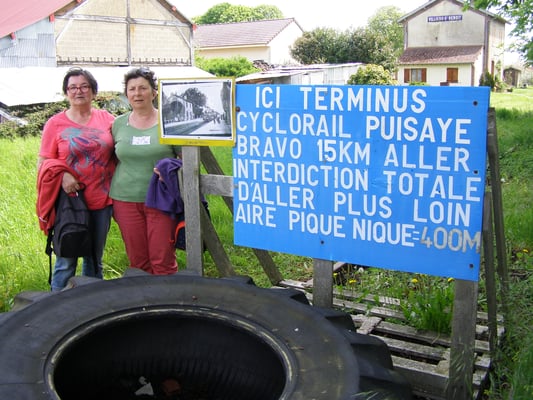 ICI TERMINUS
CYCLORAIL PUISAYE
BRAVO 15KM ALLER
INTERDICTION TOTALE
D'ALLER PLUS LOIN
AIRE PIQUE NIQUE=400M